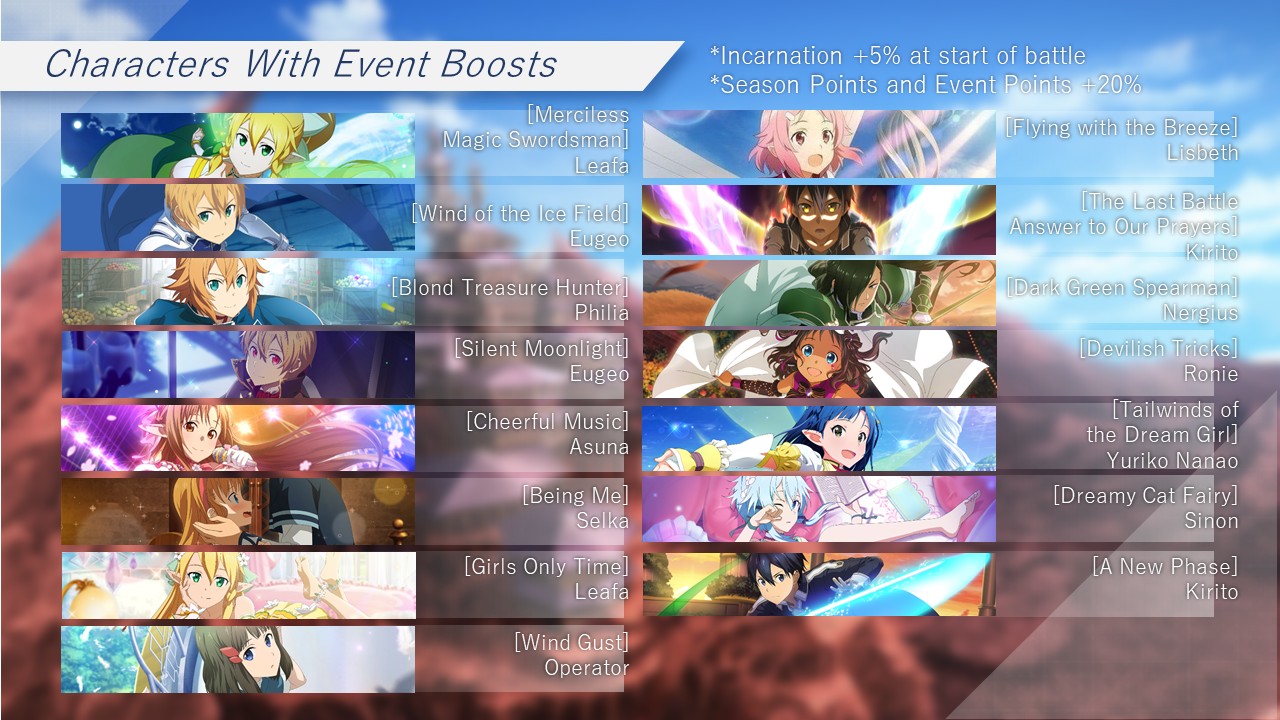 Characters With Event Boosts
*Incarnation +5% at start of battle
*Season Points and Event Points +20%
[Merciless
Magic Swordsman]
Leafa
[Wind of the Ice Field]
Eugeo
[Blond Treasure Hunter]
Philia
[Silent Moonlight]
Eugeo
[Cheerful Music]
Asuna
[Being Me]
Selka
[Girls Only Time]
Leafa
[Wind Gust]
Operator
[Flying with the Breeze]
Lisbeth
[The Last Battle
Answer to Our Prayers]
Kirito
[Dark Green Spearman]
Nergius
[Devilish Tricks]
Ronie
[Tailwinds of
the Dream Girl]
Yuriko Nanao
[Dreamy Cat Fairy]
Sinon
[A New Phase]
Kirito